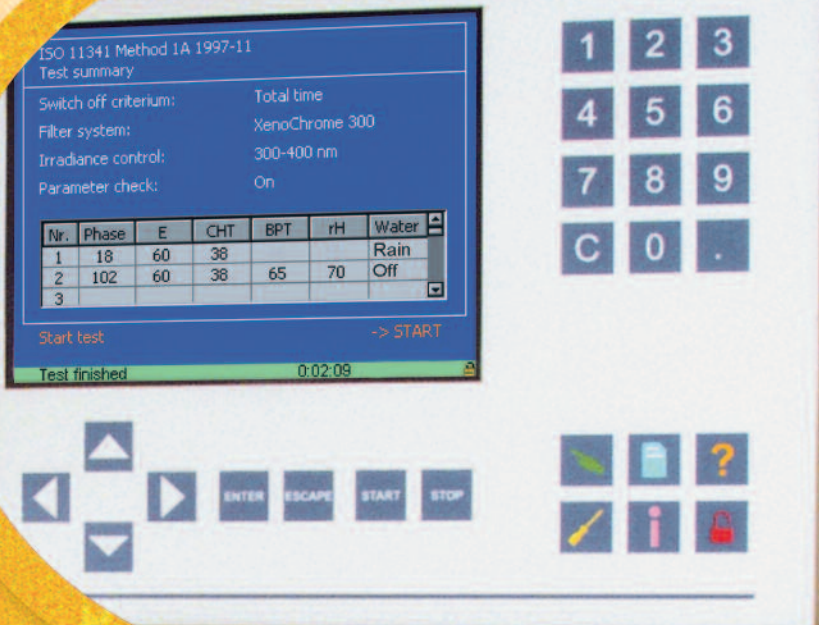 ISO 11341 Method 1A 1997-11
Test summary
Switch off criterium: Total time
Filter system: XenoChrome 300
Irradiance control: 300-400 nm
Parameter check: On
Nr. Phase E CHT BPT rH Water
1 18 60 38 Rain
2 102 60 38 65 70 Off
3
Start test -> START
Test finished 0:02:09
1 2 3
4 5 6
7 8 9
C 0 .
ENTER ESCAPE START STOP
?
i